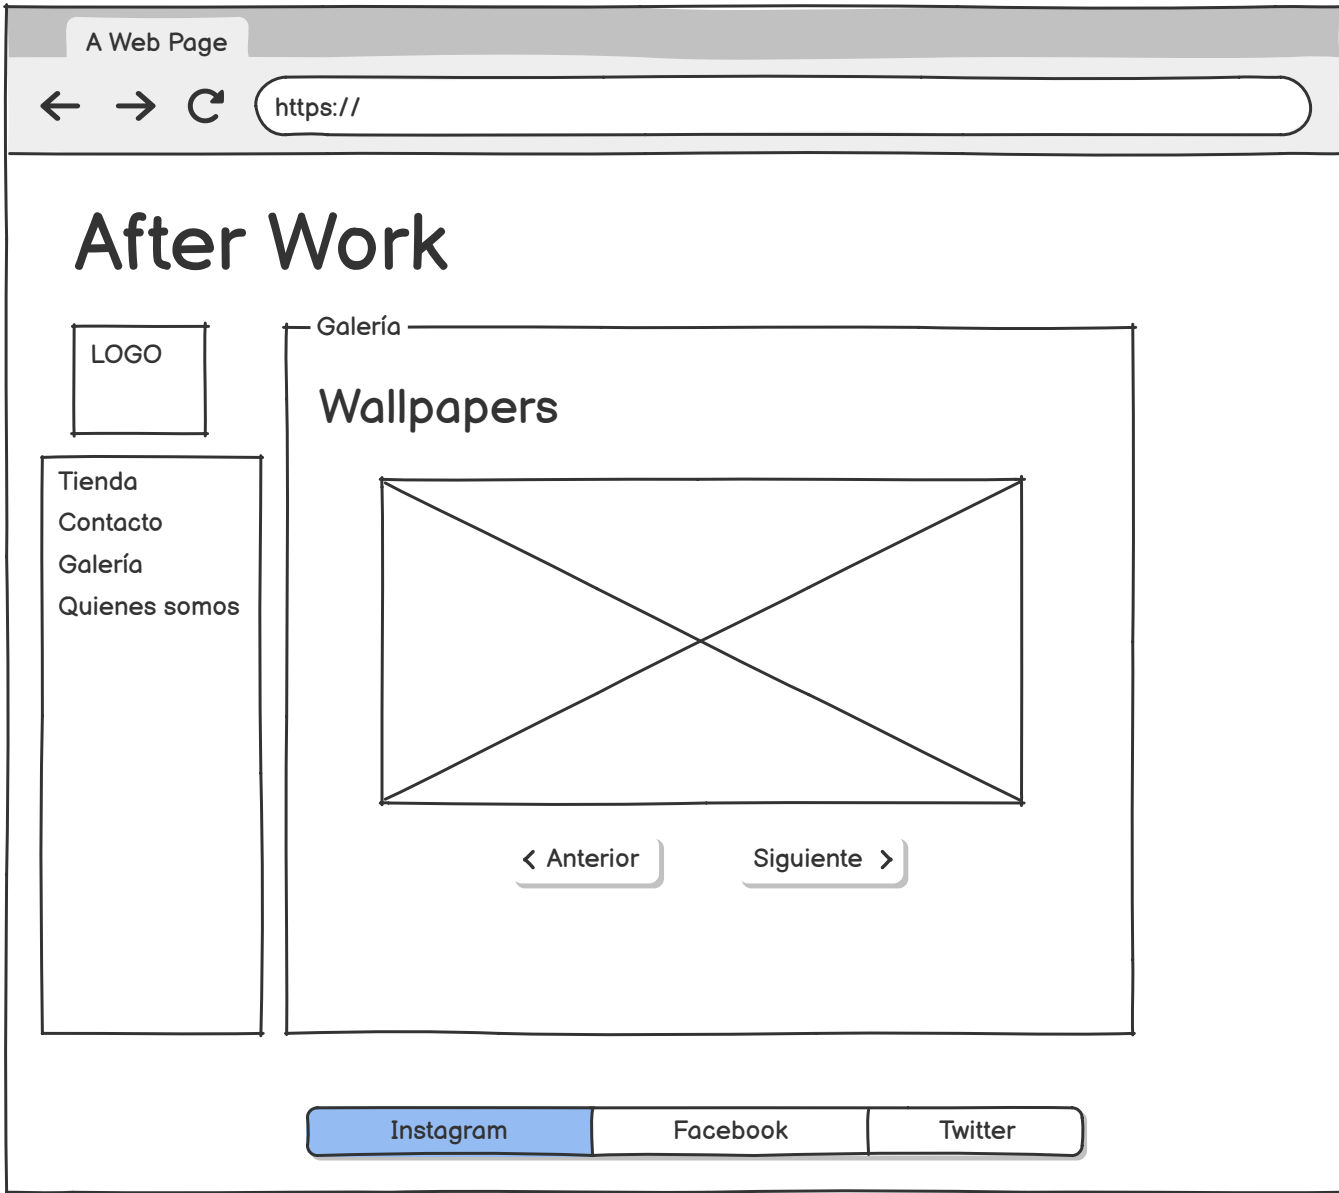 A Web Page
https://
After Work
LOGO
Tienda
Contacto
Galería
Quienes somos
Galería
Wallpapers
Anterior
Siguiente
Instagram
Facebook
Twitter